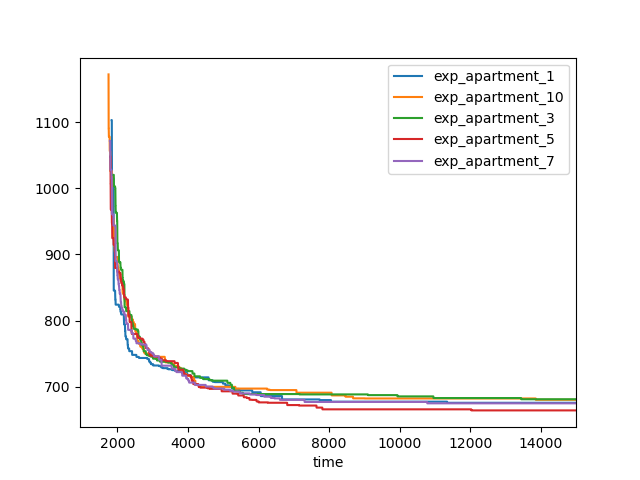 exp_apartment_1
exp_apartment_10
exp_apartment_3
exp_apartment_5
exp_apartment_7
1100
1000
900
800
700
2000 4000 6000 8000 10000 12000 14000
time